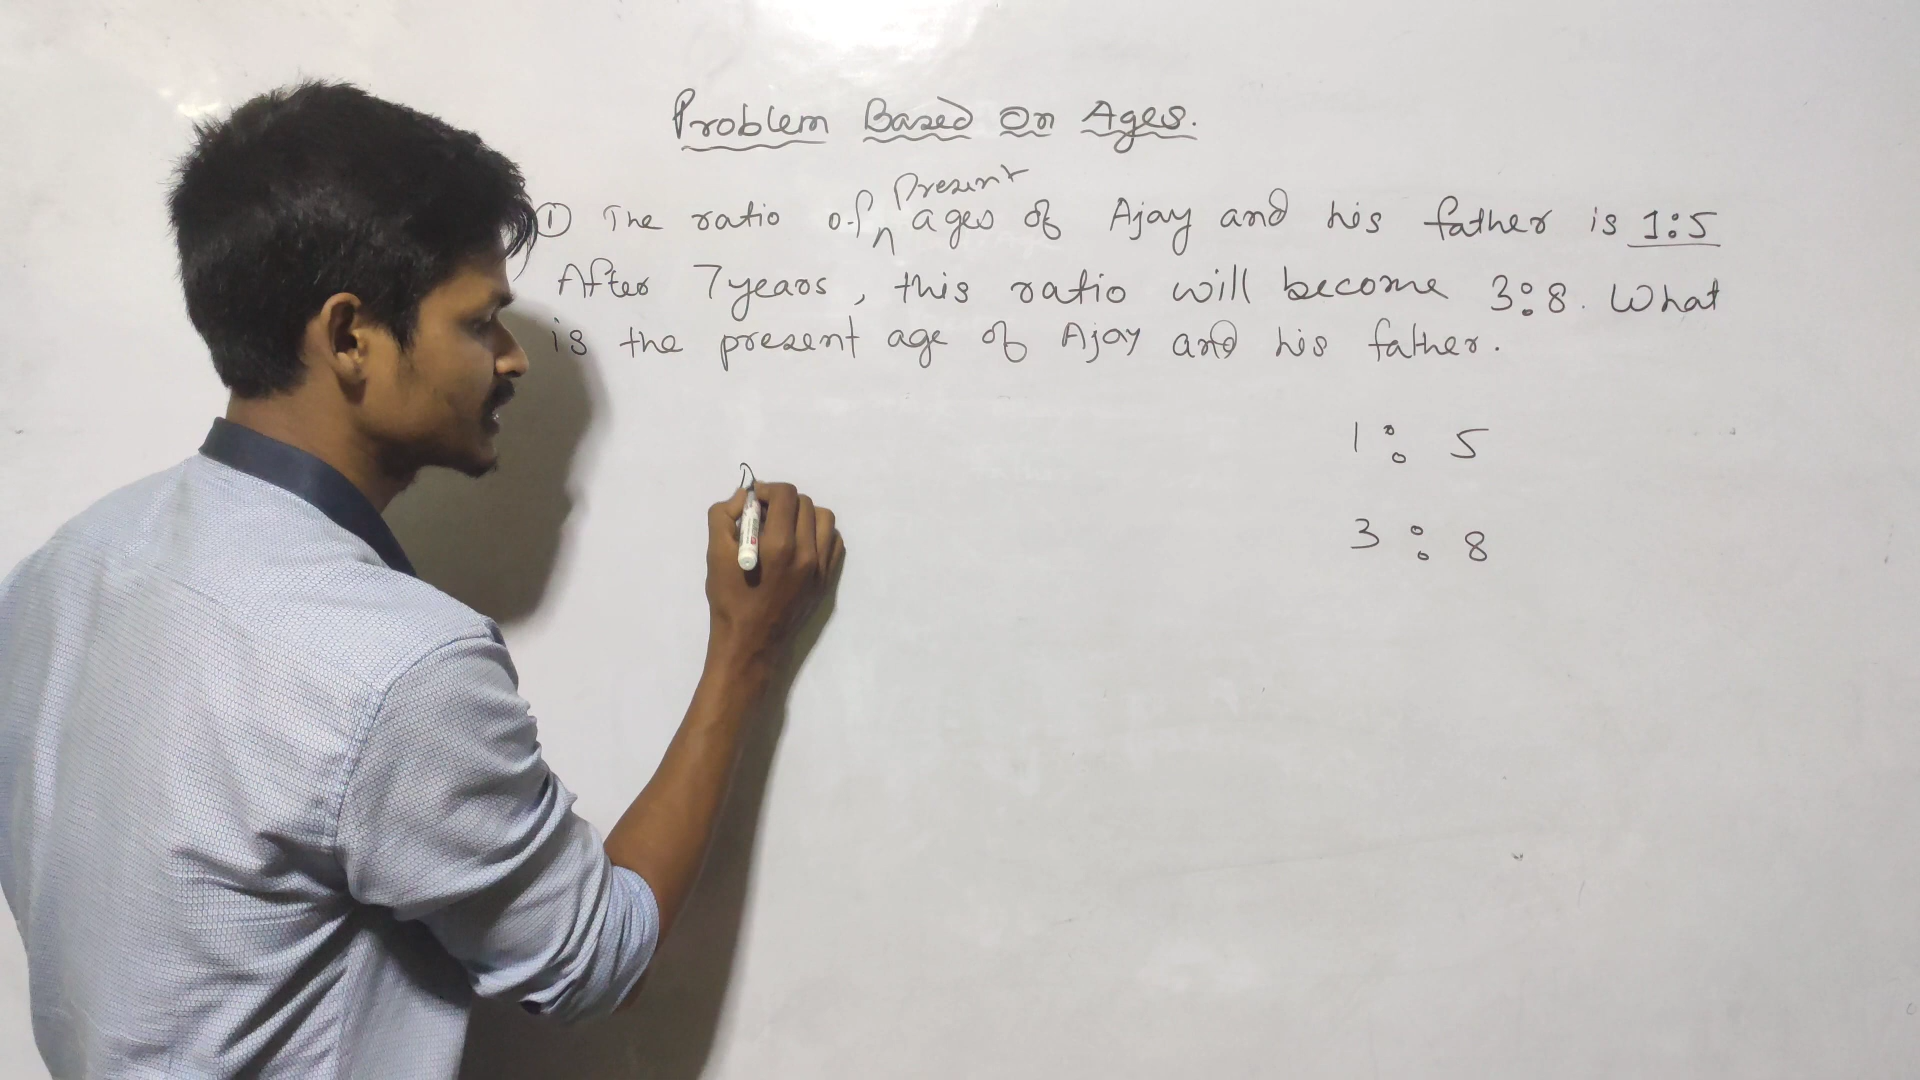 Problem Based On Ages.
Present
① The ratio of ages of Ajay and his father is 1:5
After 7 years, this ratio will become 3:8. What
is the present age of Ajay and his father.
1 : 5
3 : 8